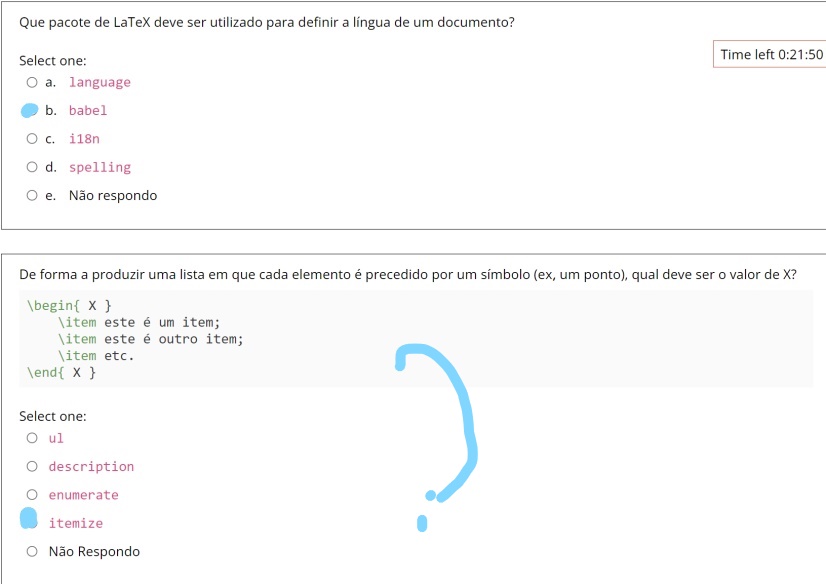 Que pacote de LaTeX deve ser utilizado para definir a língua de um documento?
Time left 0:21:50
Select one:
a. language
b. babel
c. i18n
d. spelling
e. Não respondo
De forma a produzir uma lista em que cada elemento é precedido por um símbolo (ex, um ponto), qual deve ser o valor de X?
\begin{ X }
\item este é um item;
\item este é outro item;
\item etc.
\end{ X }
Select one:
ul
description
enumerate
itemize
Não Respondo